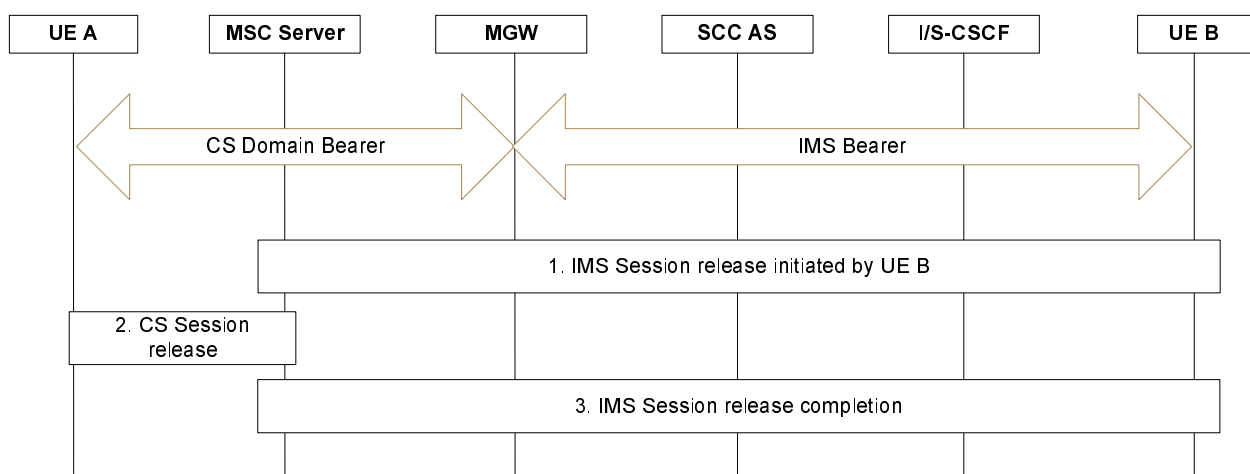 UE A
MSC Server
MGW
SCC AS
I/S-CSCF
UE B
CS Domain Bearer
IMS Bearer
1. IMS Session release initiated by UE B
2. CS Session
release
3. IMS Session release completion